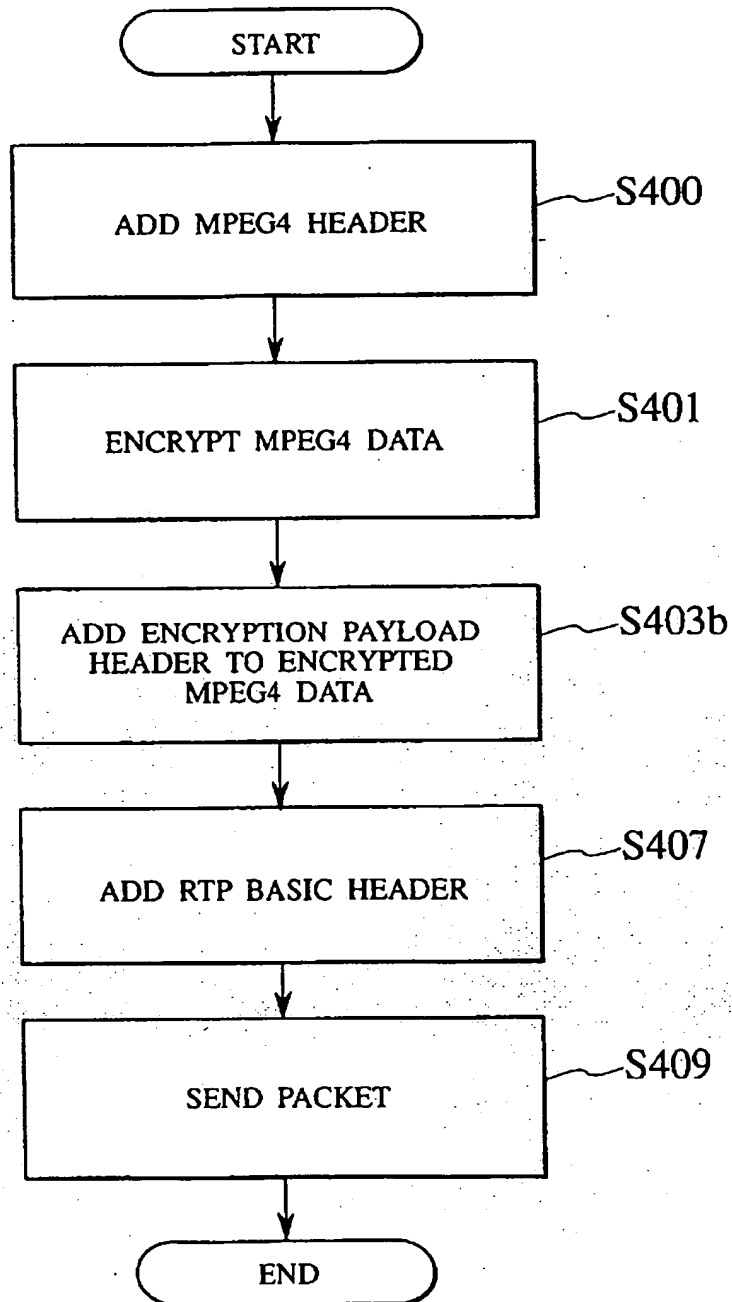 START
ADD MPEG4 HEADER
S400
ENCRYPT MPEG4 DATA
S401
ADD ENCRYPTION PAYLOAD
HEADER TO ENCRYPTED
MPEG4 DATA
S403b
ADD RTP BASIC HEADER
S407
SEND PACKET
S409
END